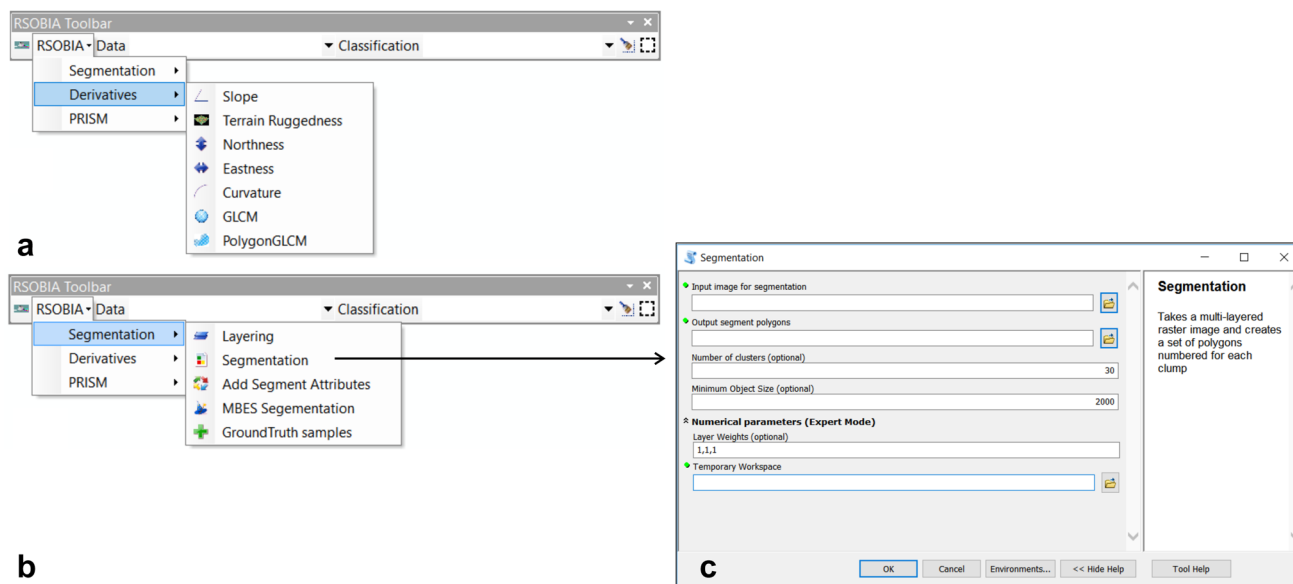 RSOBIA Toolbar
RSOBIA Data Classification
Segmentation
Derivatives
PRISM
Slope
Terrain Ruggedness
Northness
Eastness
Curvature
GLCM
PolygonGLCM
a
RSOBIA Toolbar
RSOBIA Data Classification
Segmentation
Derivatives
PRISM
Layering
Segmentation
Add Segment Attributes
MBES Segementation
GroundTruth samples
b
Segmentation
Input image for segmentation
Output segment polygons
Number of clusters (optional)
30
Minimum Object Size (optional)
2000
Numerical parameters (Expert Mode)
Layer Weights (optional)
1,1,1
Temporary Workspace
Segmentation
Takes a multi-layered
raster image and creates
a set of polygons
numbered for each
clump
OK Cancel Environments... << Hide Help Tool Help
c